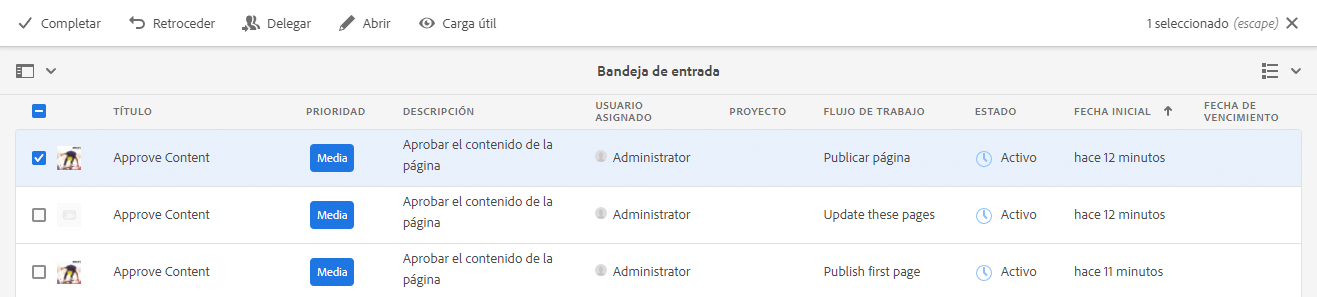 Completar Retroceder Delegar Abrir Carga útil 1 seleccionado (escape)
Bandeja de entrada
TÍTULO PRIORIDAD DESCRIPCIÓN USUARIO ASIGNADO PROYECTO FLUJO DE TRABAJO ESTADO FECHA INICIAL FECHA DE VENCIMIENTO
Approve Content Media Aprobar el contenido de la página Administrator Publicar página Activo hace 12 minutos
Approve Content Media Aprobar el contenido de la página Administrator Update these pages Activo hace 12 minutos
Approve Content Media Aprobar el contenido de la página Administrator Publish first page Activo hace 11 minutos